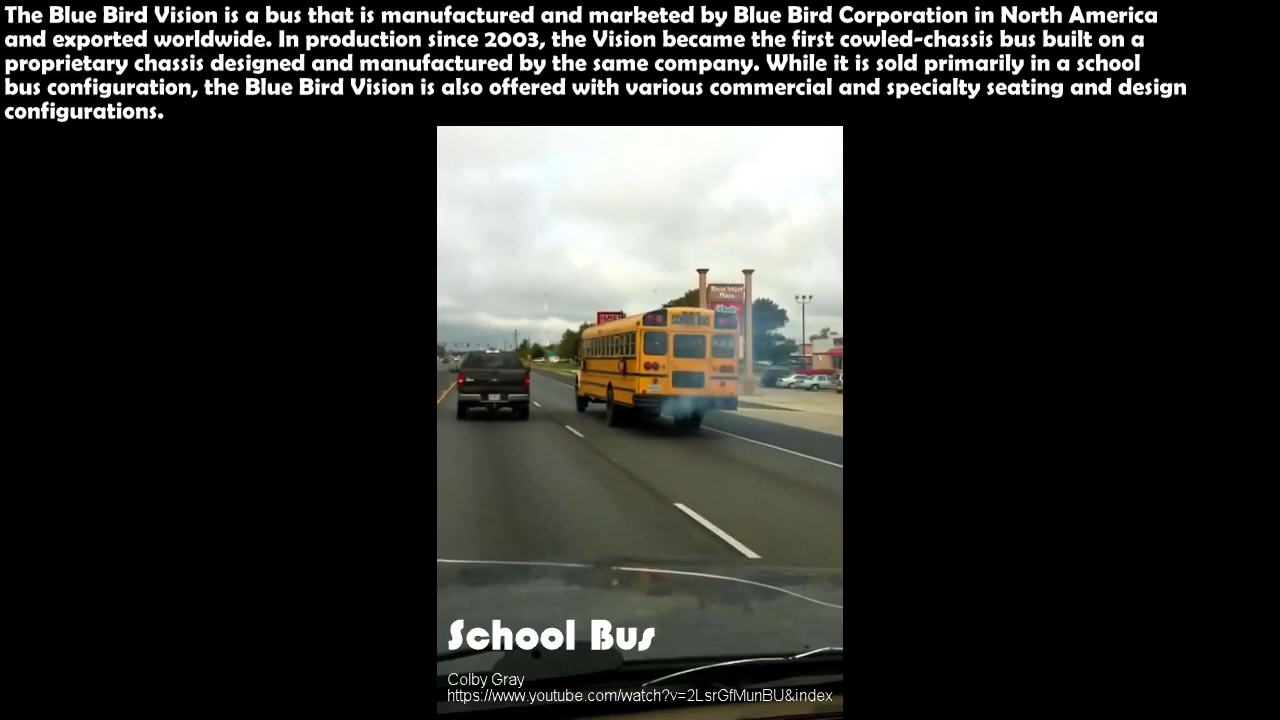 The Blue Bird Vision is a bus that is manufactured and marketed by Blue Bird Corporation in North America
and exported worldwide. In production since 2003, the Vision became the first cowled-chassis bus built on a
proprietary chassis designed and manufactured by the same company. While it is sold primarily in a school
bus configuration, the Blue Bird Vision is also offered with various commercial and specialty seating and design
configurations.
SCHOOL BUS
School Bus
Colby Gray
https://www.youtube.com/watch?v=2LsrGfMunBU&index